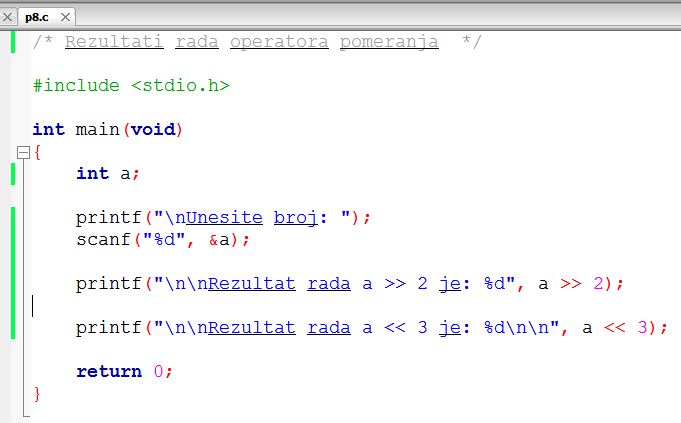 p8.c
/* Rezultati rada operatora pomeranja  */
#include <stdio.h>
int main(void)
{
int a;
printf("\nUnesite broj: ");
scanf("%d", &a);
printf("\n\nRezultat rada a >> 2 je: %d", a >> 2);
printf("\n\nRezultat rada a << 3 je: %d\n\n", a << 3);
return 0;
}